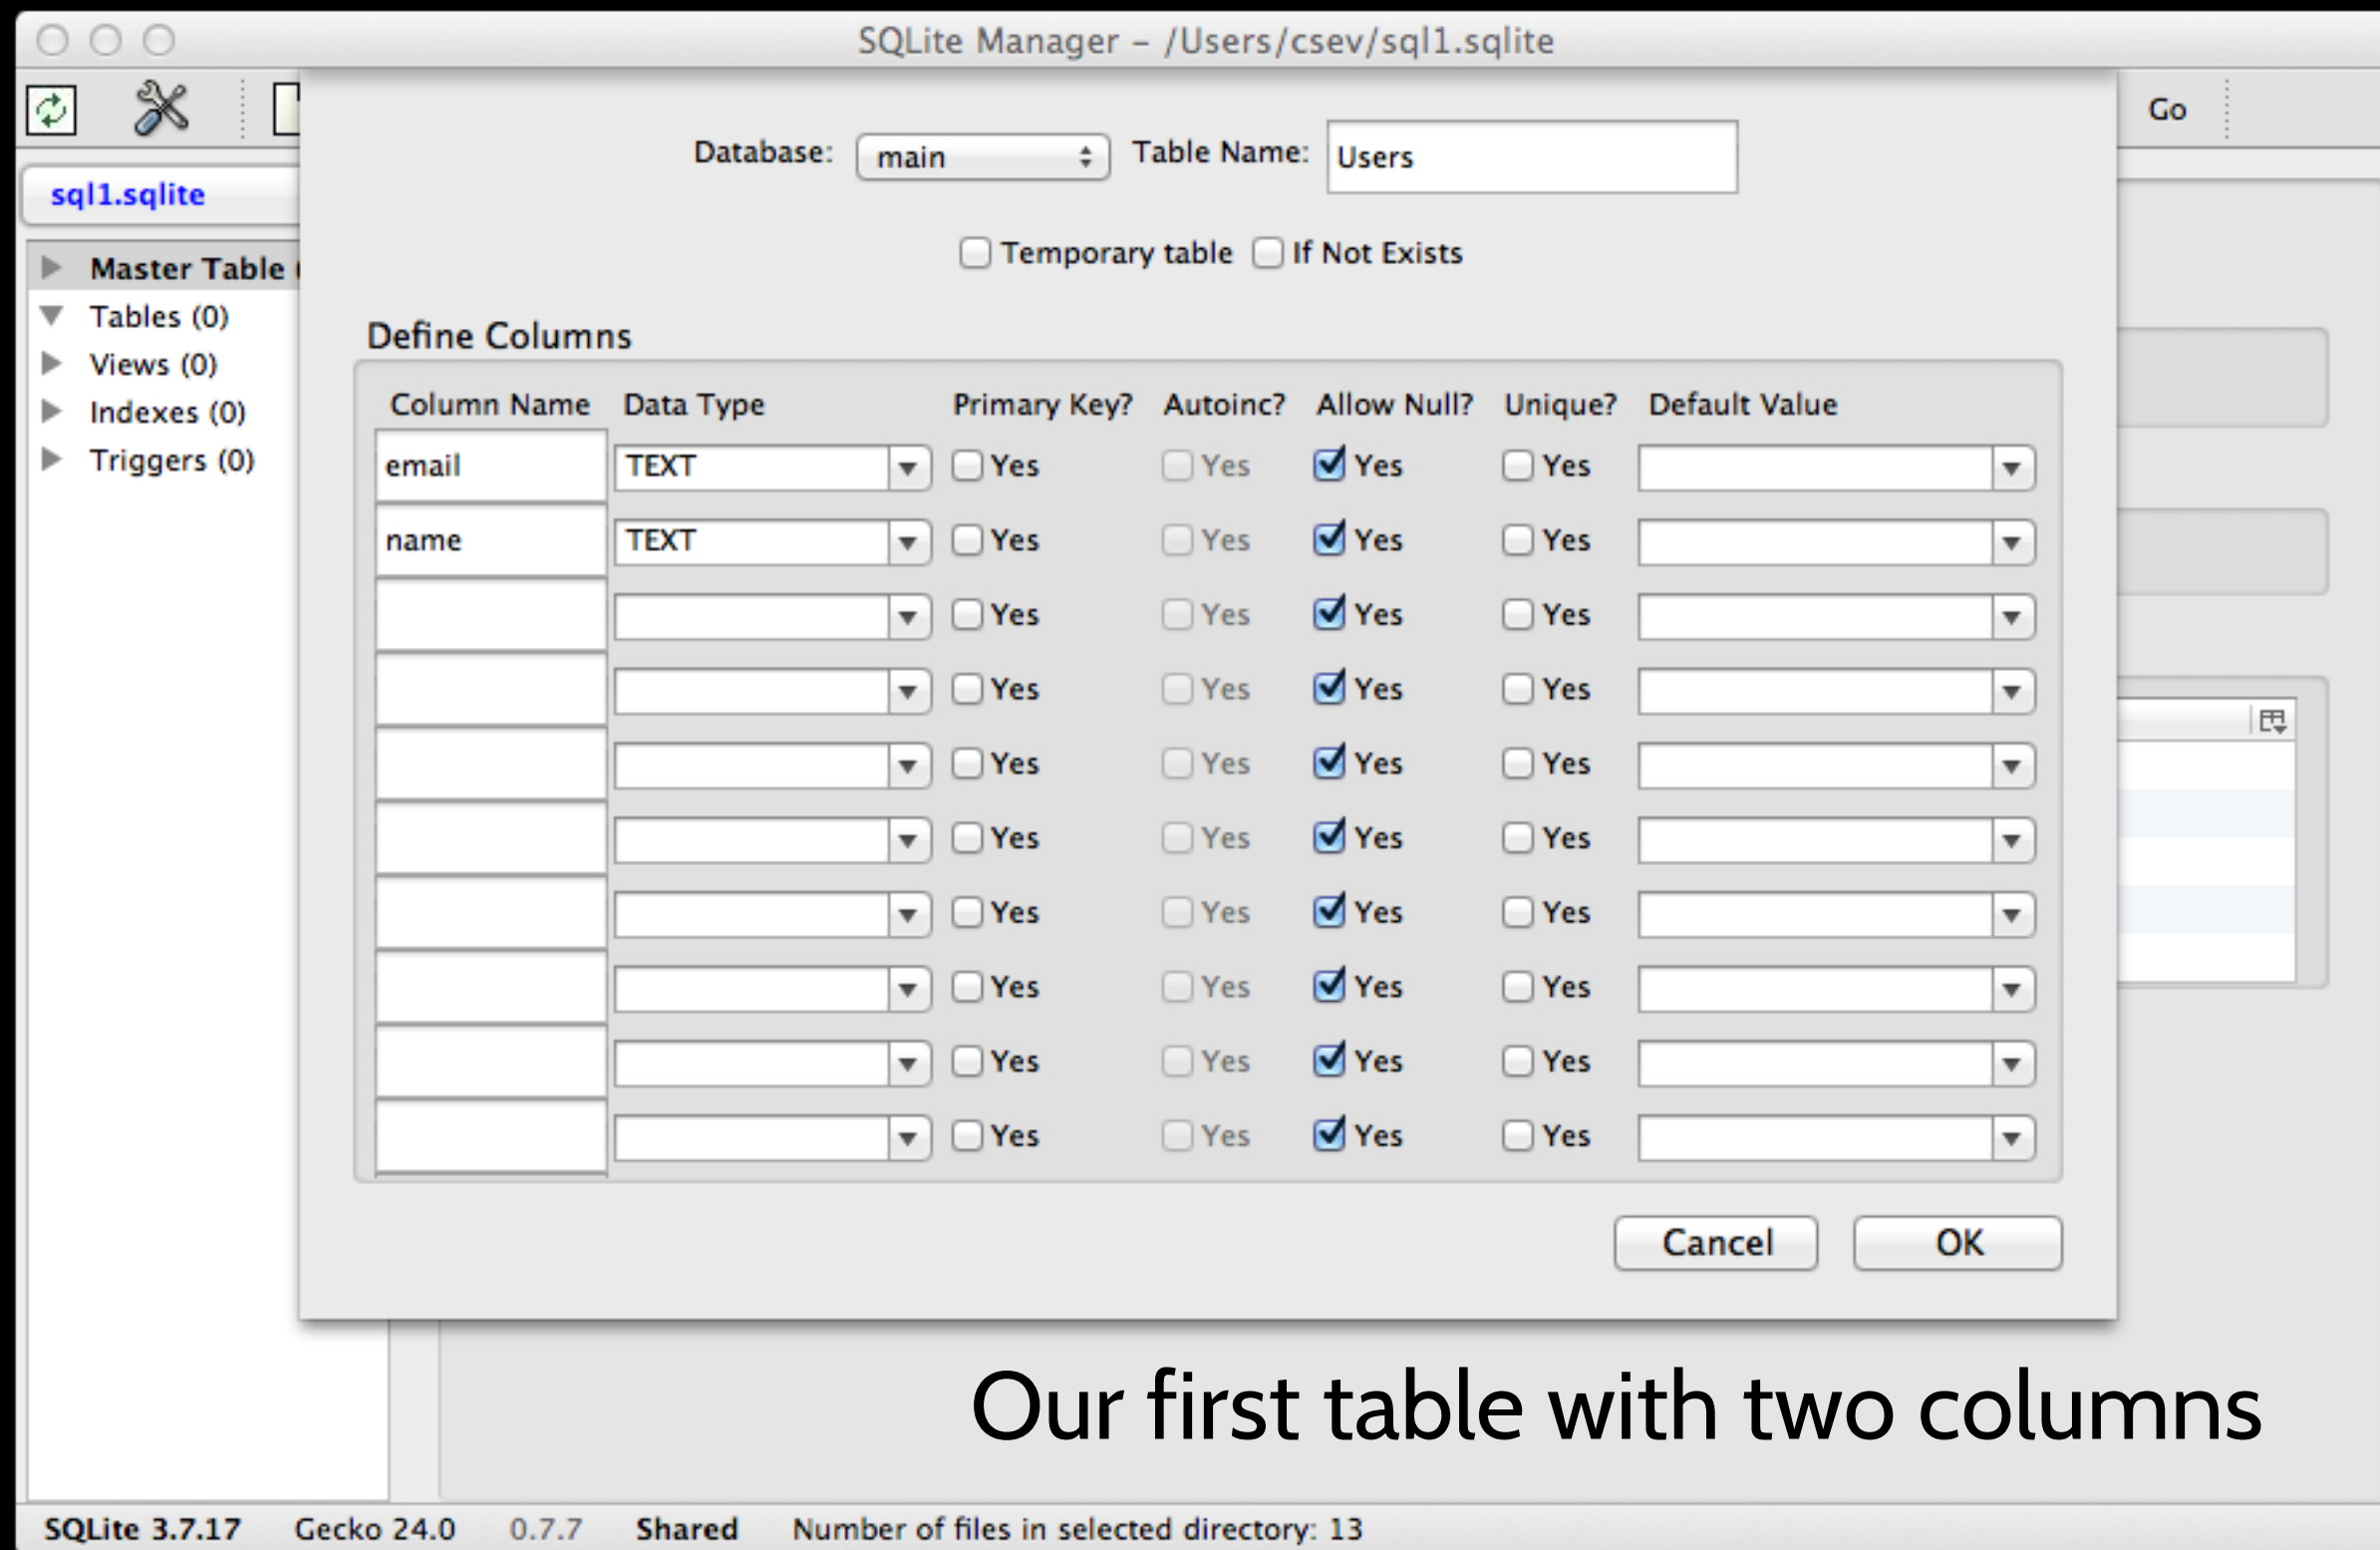 SQLite Manager – /Users/csev/sql1.sqlite
Go
sql1.sqlite
Master Table
Tables (0)
Views (0)
Indexes (0)
Triggers (0)
Database: main Table Name: Users
Temporary table If Not Exists
Define Columns
Column Name Data Type Primary Key? Autoinc? Allow Null? Unique? Default Value
email TEXT Yes Yes Yes Yes
name TEXT Yes Yes Yes Yes
Yes Yes Yes Yes
Yes Yes Yes Yes
Yes Yes Yes Yes
Yes Yes Yes Yes
Yes Yes Yes Yes
Yes Yes Yes Yes
Yes Yes Yes Yes
Yes Yes Yes Yes
Cancel OK
Our first table with two columns
SQLite 3.7.17 Gecko 24.0 0.7.7 Shared Number of files in selected directory: 13